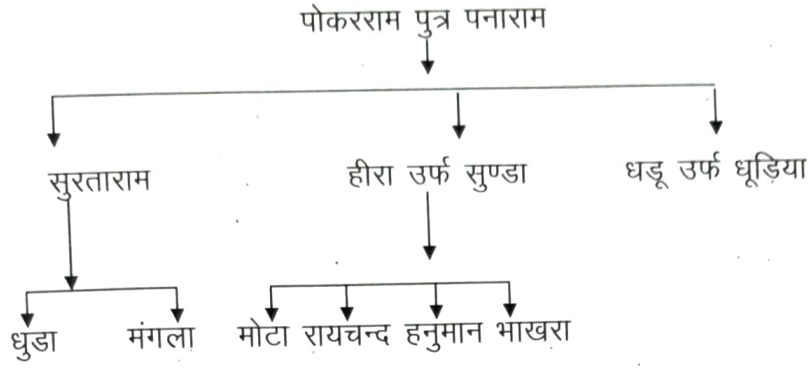 पोकरराम पुत्र पनाराम
सुरताराम हीरा उर्फ सुण्डा धडू उर्फ धूड़िया
धुडा मंगला मोटा रायचन्द हनुमान भाखरा